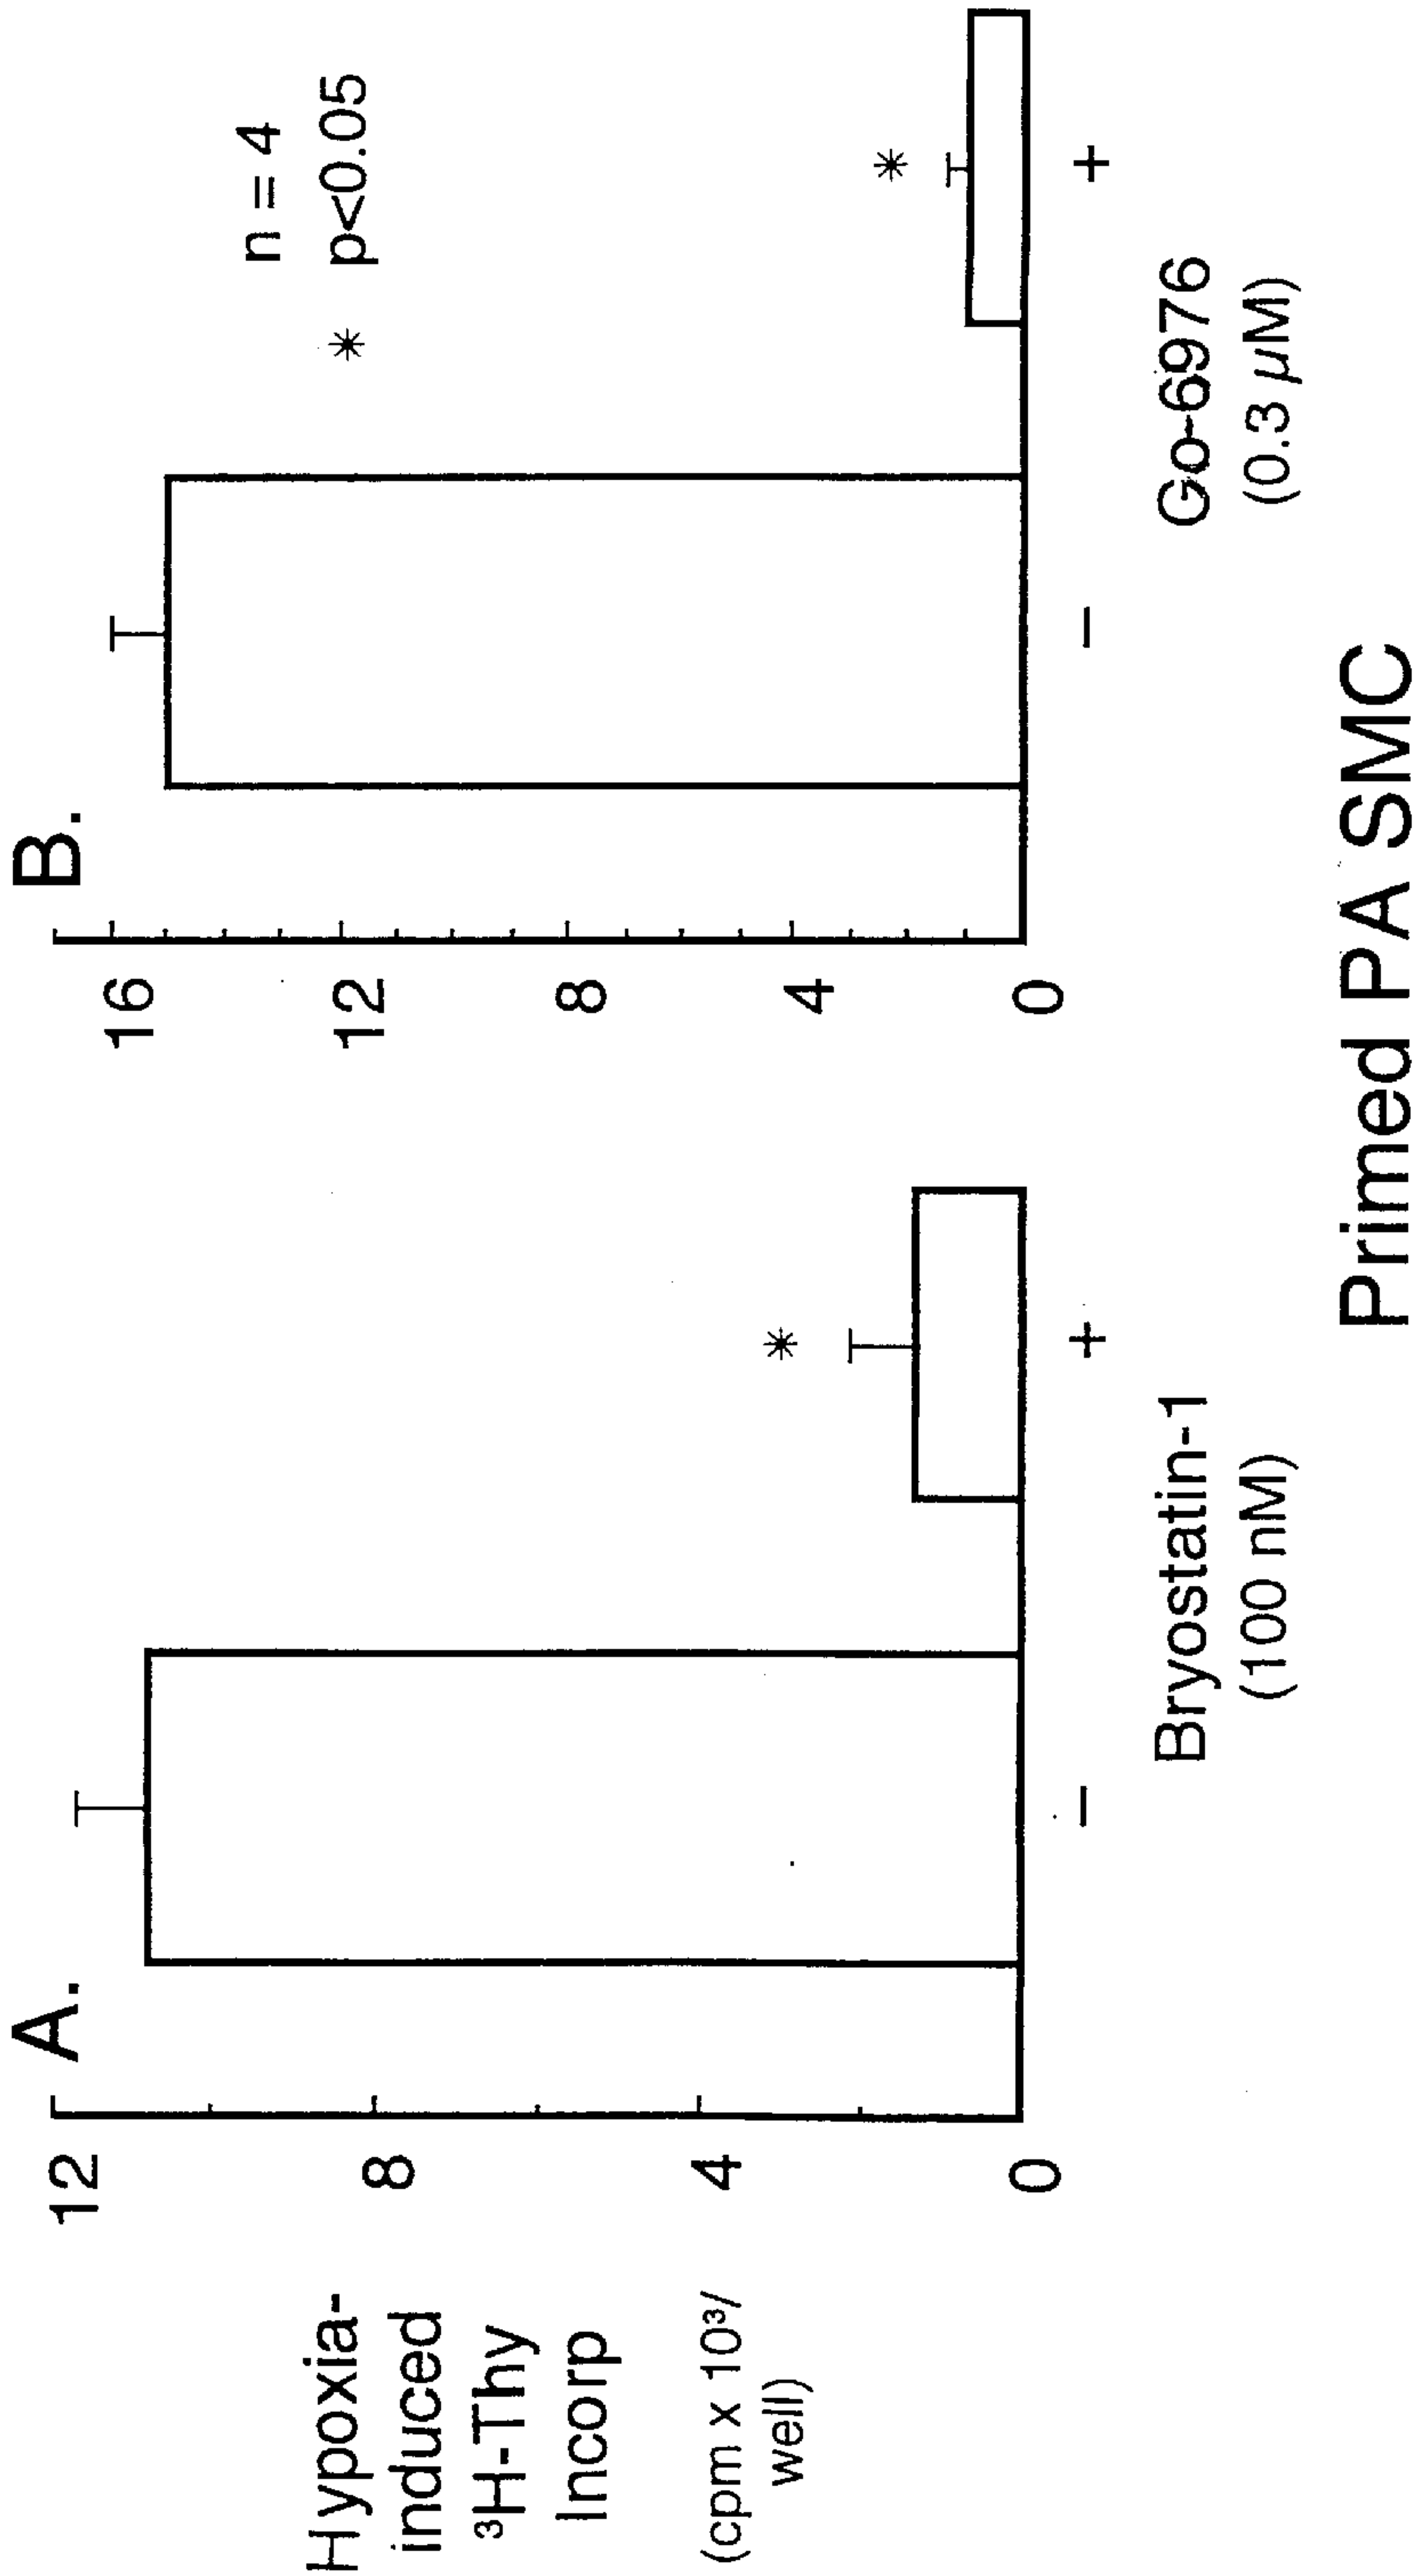 A.
Hypoxia-
induced
³H-Thy
Incorp
(cpm x 10³/
well)
12
8
4
0
–
+
*
Bryostatin-1
(100 nM)
B.
16
12
8
4
0
n = 4
* p<0.05
–
+
*
Go-6976
(0.3 μM)
Primed PA SMC